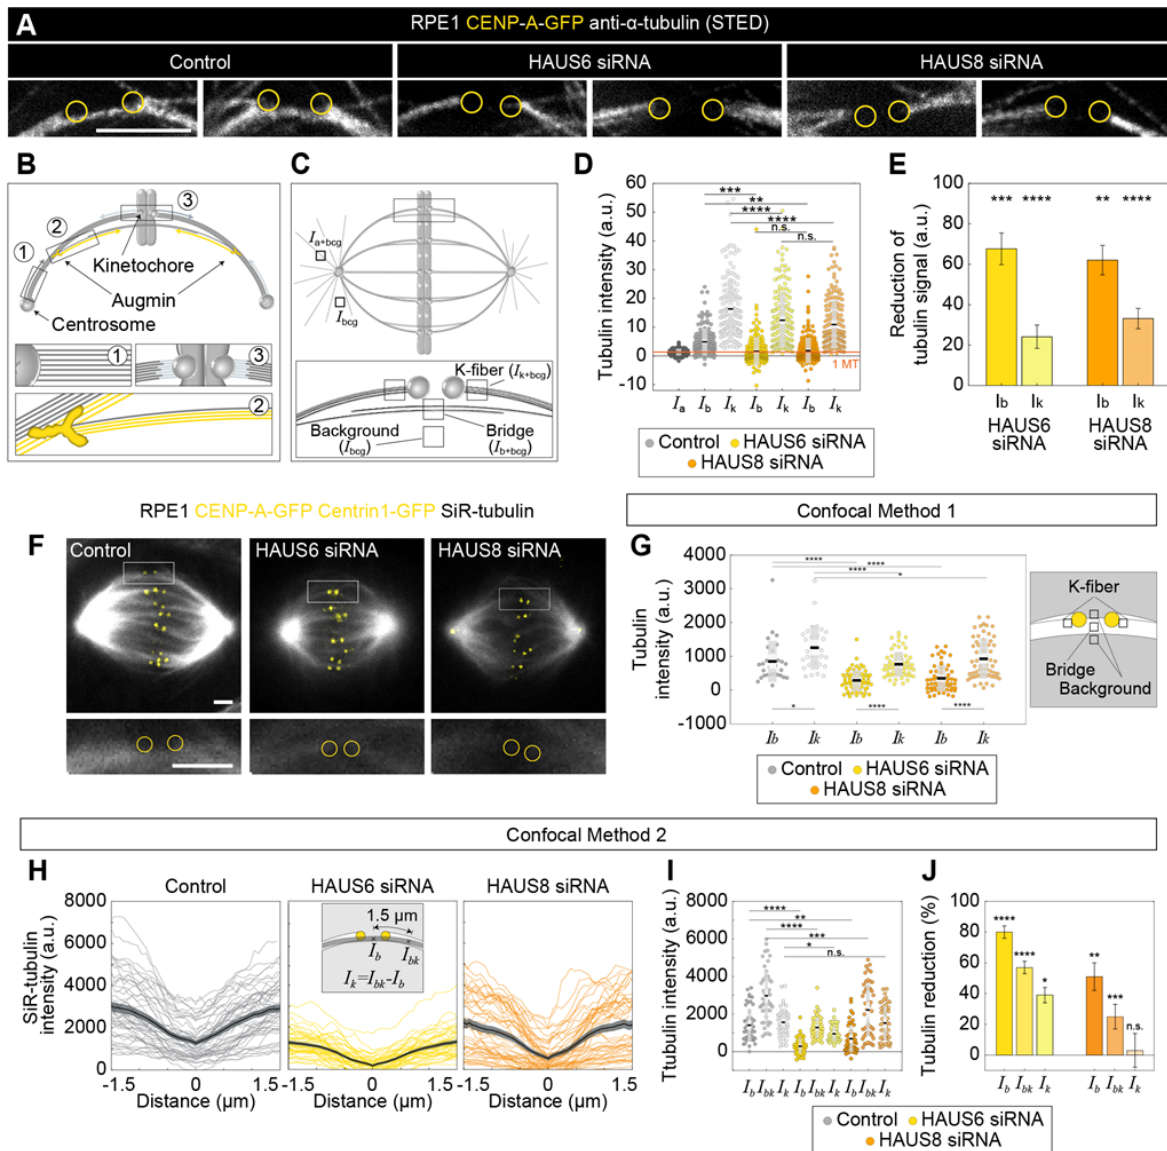 A
RPE1 CENP-A-GFP anti-α-tubulin (STED)
Control
HAUS6 siRNA
HAUS8 siRNA
B
1
2
3
Kinetochore
Augmin
Centrosome
1
3
2
C
Ia+bcg
Ibcg
K-fiber (Ik+bcg)
Background
(Ibcg)
Bridge
(Ib+bcg)
D
Tubulin intensity (a.u.)
60
50
40
30
20
10
0
-10
***
**
****
****
n.s.
n.s.
1 MT
Ia Ib Ik Ib Ik Ib Ik
Control HAUS6 siRNA
HAUS8 siRNA
E
Reduction of
tubulin signal (a.u.)
100
80
60
40
20
0
*** **** ** ****
Ib Ik Ib Ik
HAUS6 HAUS8
siRNA siRNA
RPE1 CENP-A-GFP Centrin1-GFP SiR-tubulin
F
Control
HAUS6 siRNA
HAUS8 siRNA
Confocal Method 1
G
Tubulin
intensity (a.u.)
4000
3000
2000
1000
0
-1000
****
****
****
*
* **** ****
Ib Ik Ib Ik Ib Ik
Control HAUS6 siRNA
HAUS8 siRNA
K-fiber
Bridge
Background
Confocal Method 2
H
Control
HAUS6 siRNA
HAUS8 siRNA
SiR-tubulin
intensity (a.u.)
8000
6000
4000
2000
0
1.5 µm
Ib
Ibk
Ik=Ibk-Ib
-1.5 0 1.5
-1.5 0 1.5
-1.5 0 1.5
Distance (µm)
Distance (µm)
Distance (µm)
I
Ttubulin intensity (a.u.)
8000
6000
4000
2000
0
****
**
****
***
*
n.s.
Ib Ibk Ik Ib Ibk Ik Ib Ibk Ik
J
Tubulin reduction (%)
100
80
60
40
20
0
****
****
*
**
***
n.s.
Ib Ibk Ik Ib Ibk Ik
Control HAUS6 siRNA
HAUS8 siRNA